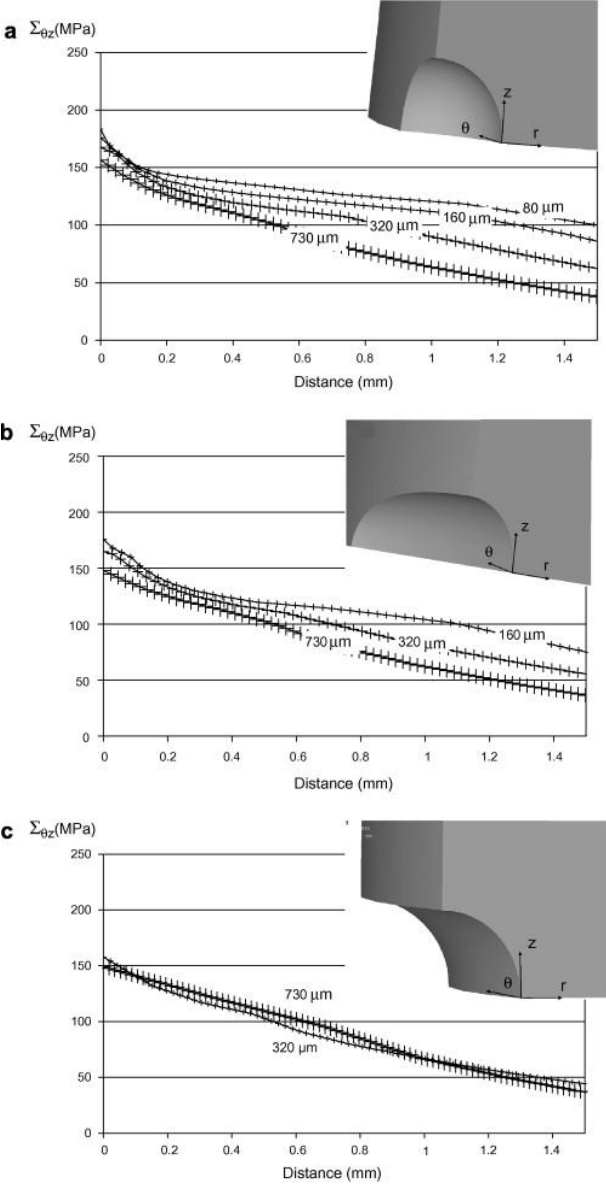 a Σθz(MPa)
250
200
150
100
50
0
z
θ
r
80 µm
160 µm
320 µm
730 µm
0 0.2 0.4 0.6 0.8 1 1.2 1.4
Distance (mm)
b Σθz(MPa)
250
200
150
100
50
0
z
θ
r
160 µm
320 µm
730 µm
0 0.2 0.4 0.6 0.8 1 1.2 1.4
Distance (mm)
c Σθz(MPa)
250
200
150
100
50
0
z
θ
r
730 µm
320 µm
0 0.2 0.4 0.6 0.8 1 1.2 1.4
Distance (mm)